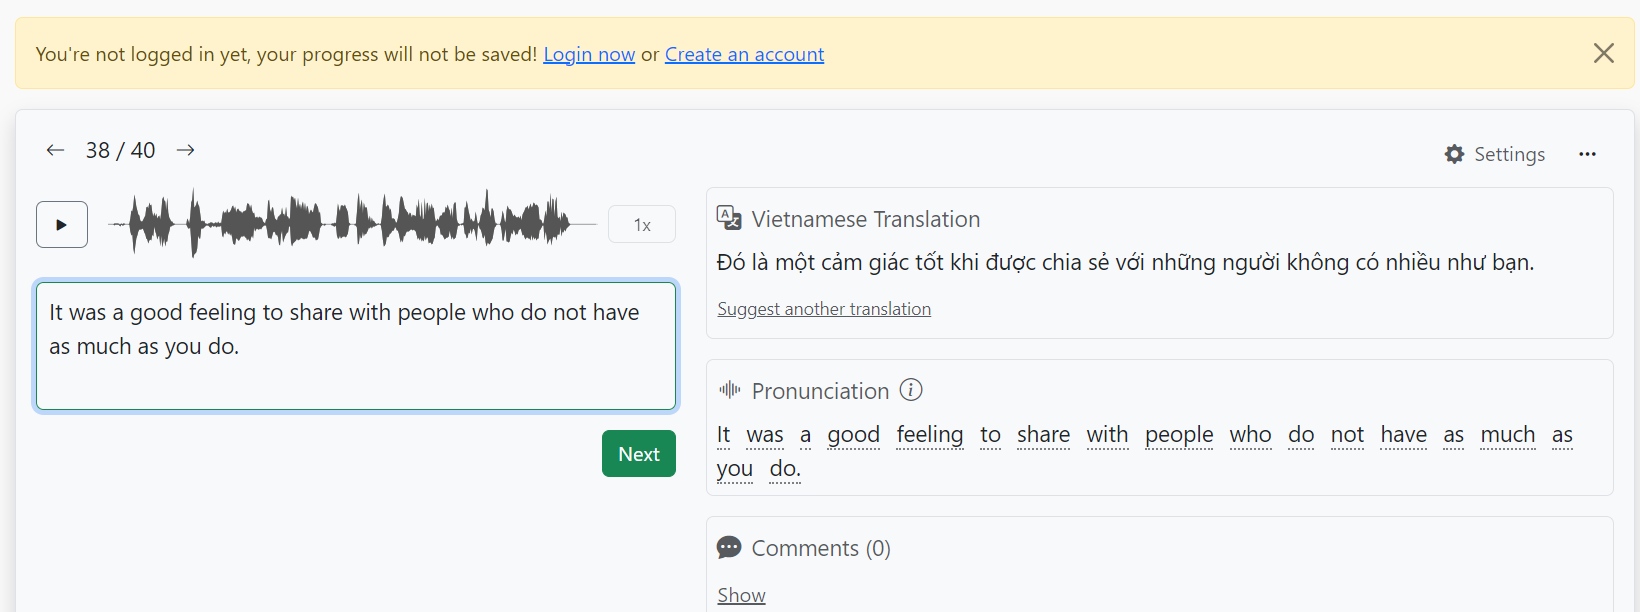 You're not logged in yet, your progress will not be saved! Login now or Create an account
38 / 40
Settings
1x
It was a good feeling to share with people who do not have
as much as you do.
Next
Vietnamese Translation
Đó là một cảm giác tốt khi được chia sẻ với những người không có nhiều như bạn.
Suggest another translation
Pronunciation
It was a good feeling to share with people who do not have as much as
you do.
Comments (0)
Show